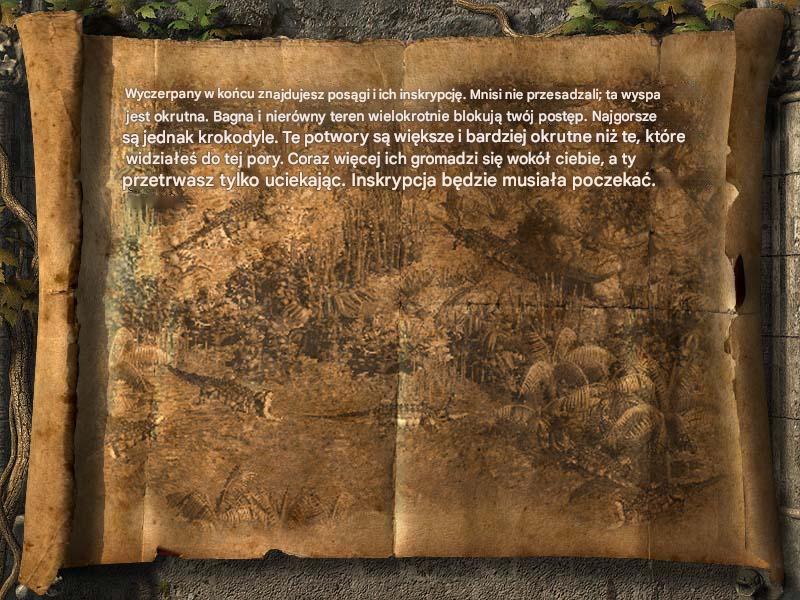 Wyczerpany w końcu znajdujesz posągi i ich inskrypcję. Mnisi nie przesadzali; ta wyspa
jest okrutna. Bagna i nierówny teren wielokrotnie blokują twój postęp. Najgorsze
są jednak krokodyle. Te potwory są większe i bardziej okrutne niż te, które
widziałeś do tej pory. Coraz więcej ich gromadzi się wokół ciebie, a ty
przetrwasz tylko uciekając. Inskrypcja będzie musiała poczekać.